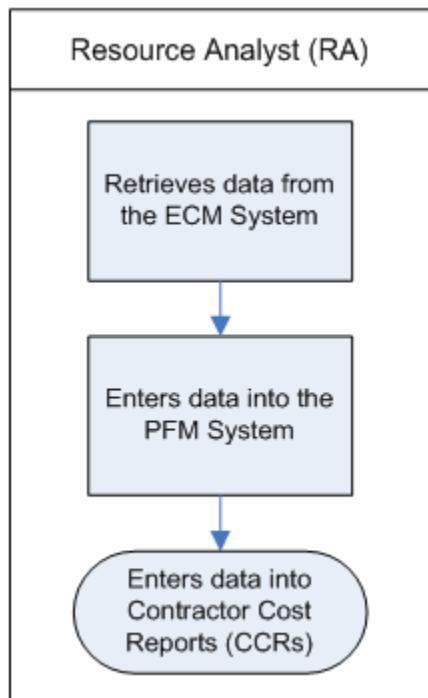 Resource Analyst (RA)
Retrieves data from
the ECM System
Enters data into the
PFM System
Enters data into
Contractor Cost
Reports (CCRs)